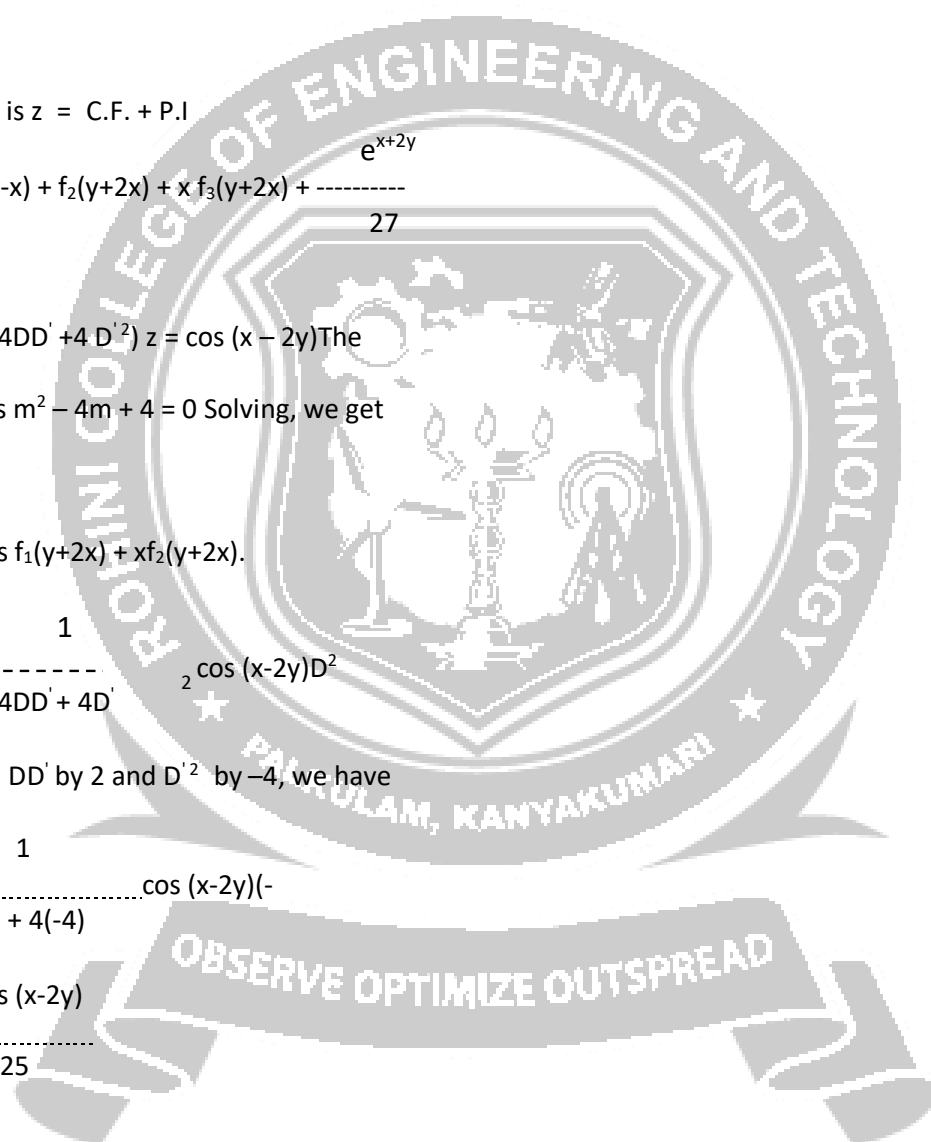 is z = C.F. + P.I
e^x+2y
-x) + f₂(y+2x) + x f₃(y+2x) + ----------
27
4DD' +4 D'²) z = cos (x – 2y)The
s m² – 4m + 4 = 0 Solving, we get
s f₁(y+2x) + xf₂(y+2x).
1
------- ₂ cos (x-2y)D²
4DD' + 4D'
DD' by 2 and D'² by –4, we have
1
cos (x-2y)(-
+ 4(-4)
s (x-2y)
25
ROHINI COLLEGE OF ENGINEERING AND TECHNOLOGY
PALKULAM, KANYAKUMARI
OBSERVE OPTIMIZE OUTSPREAD